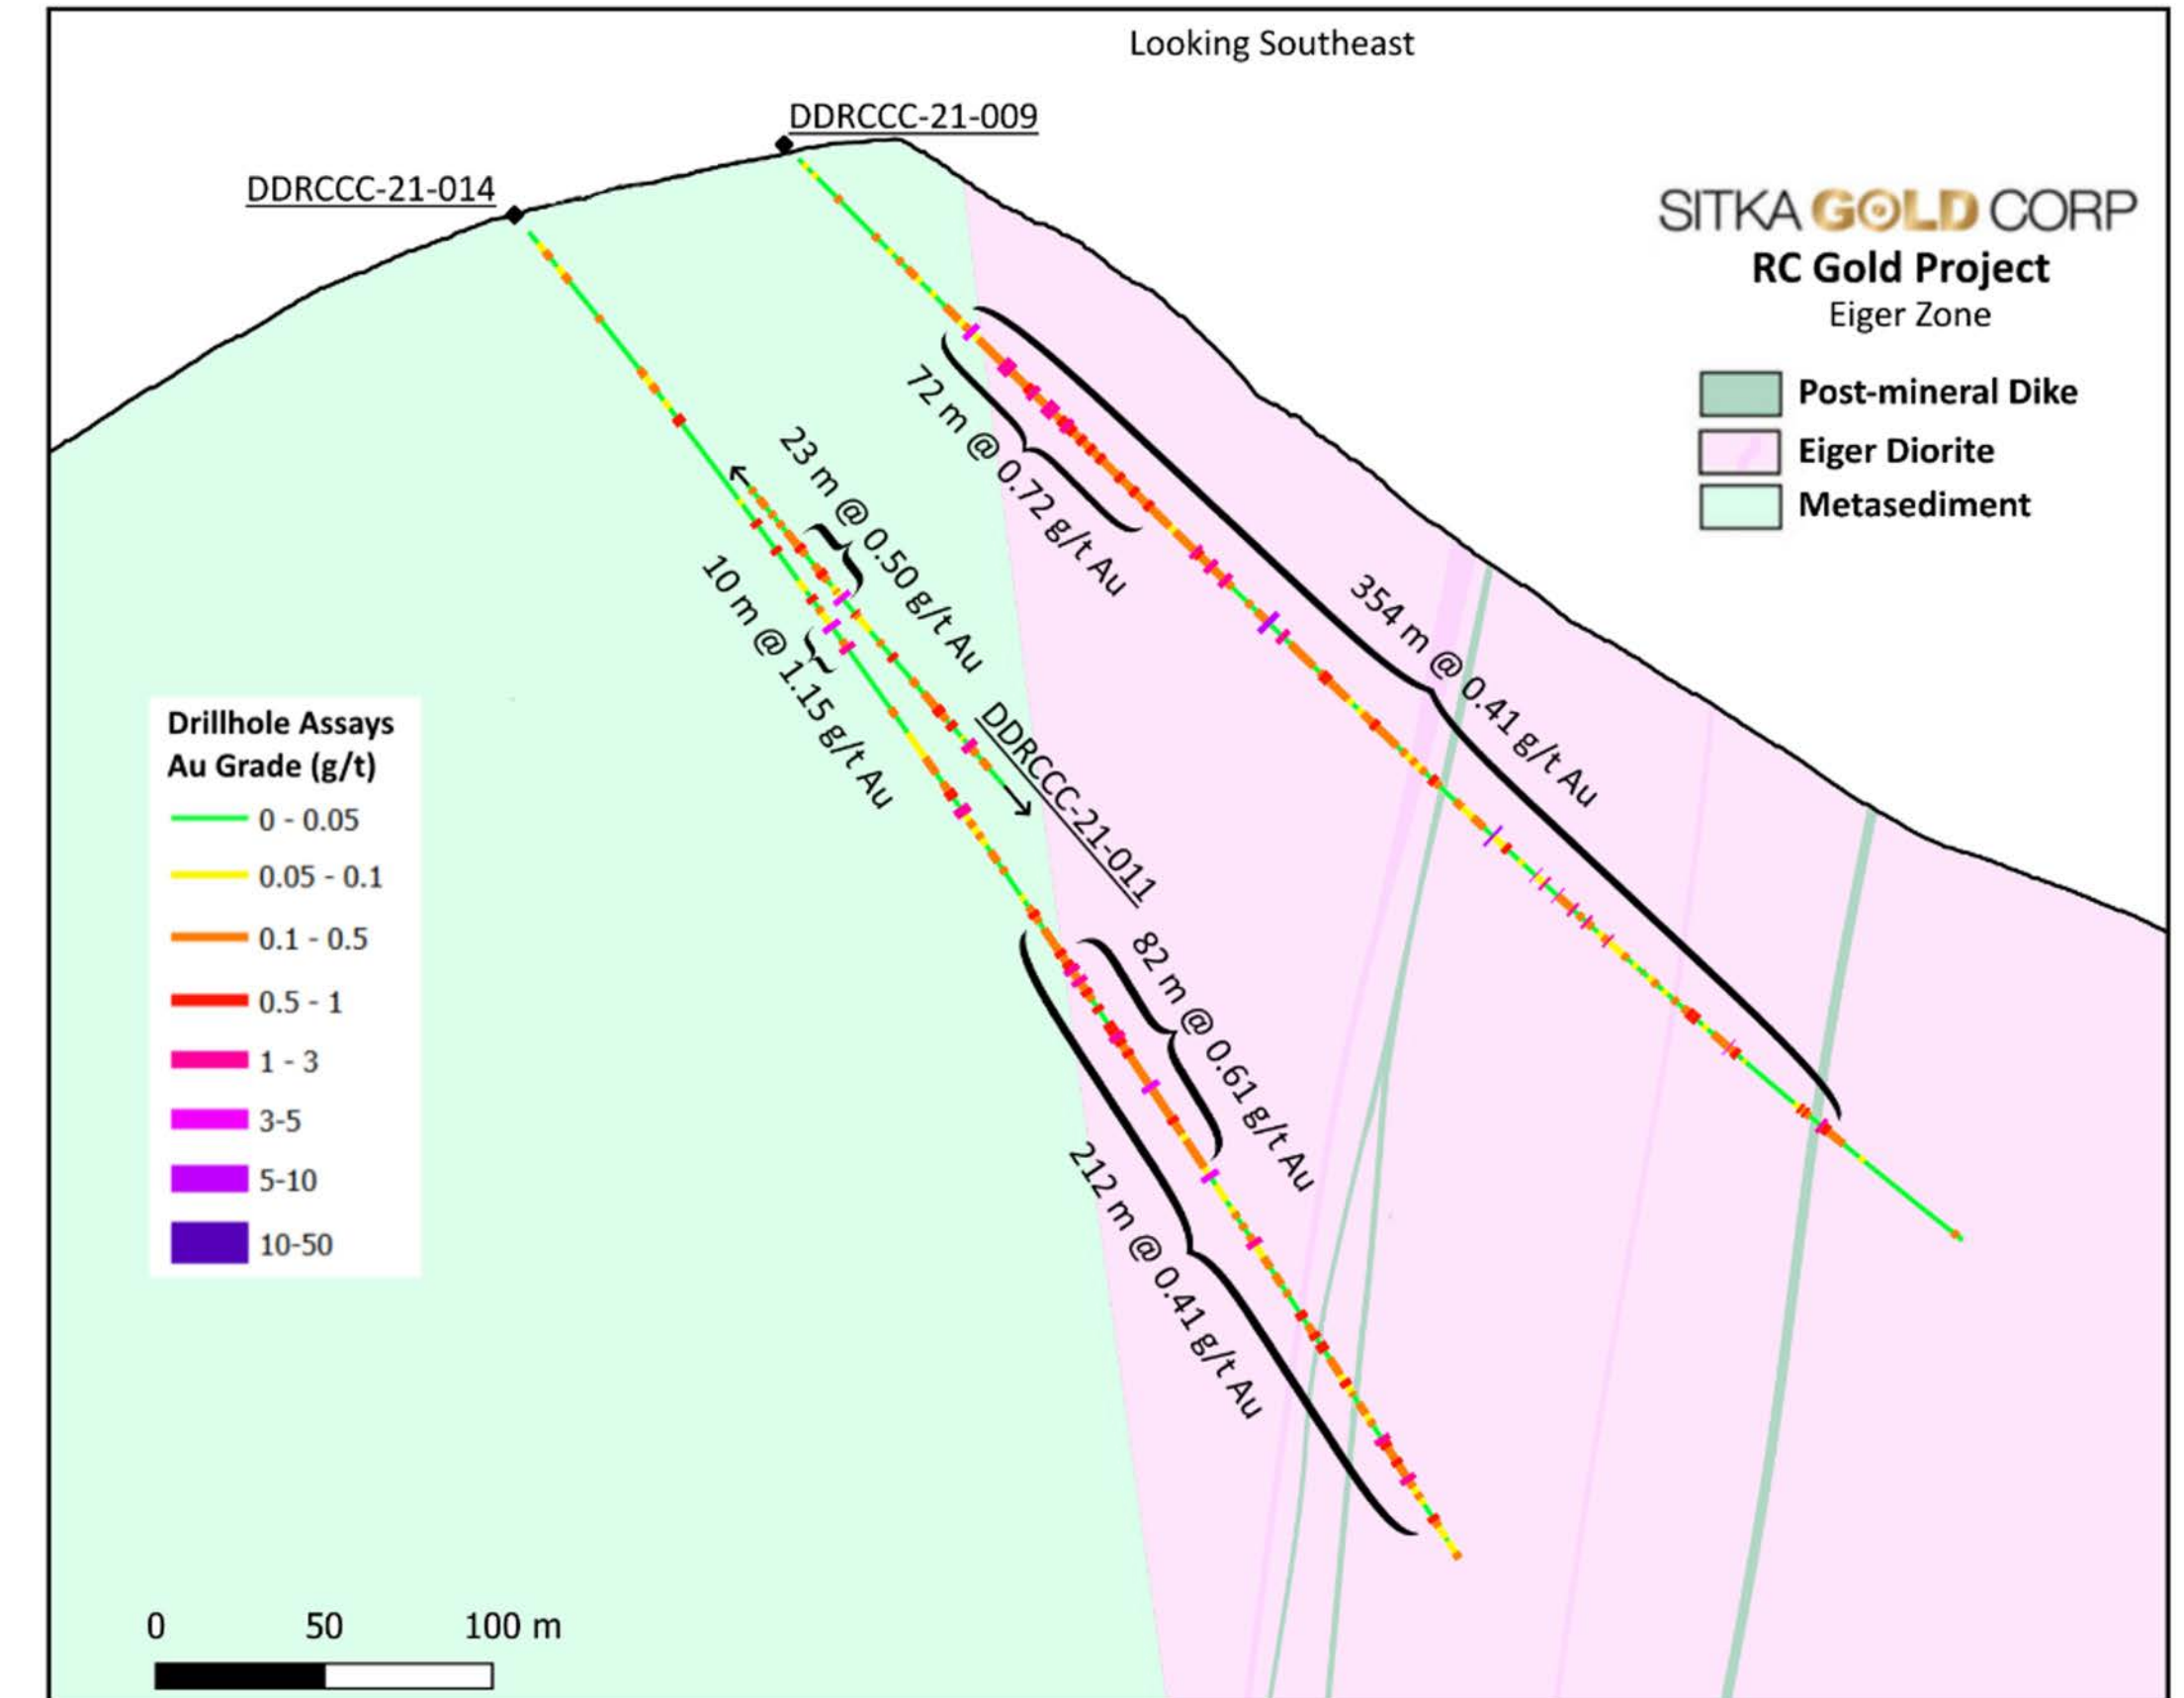 Looking Southeast
DDRCCC-21-009
DDRCCC-21-014
SITKA GOLD CORP
RC Gold Project
Eiger Zone
Post-mineral Dike
Eiger Diorite
Metasediment
72 m @ 0.72 g/t Au
354 m @ 0.41 g/t Au
23 m @ 0.50 g/t Au
10 m @ 1.15 g/t Au
DDRCCC-21-011
82 m @ 0.61 g/t Au
212 m @ 0.41 g/t Au
Drillhole Assays
Au Grade (g/t)
0 - 0.05
0.05 - 0.1
0.1 - 0.5
0.5 - 1
1 - 3
3-5
5-10
10-50
0 50 100 m